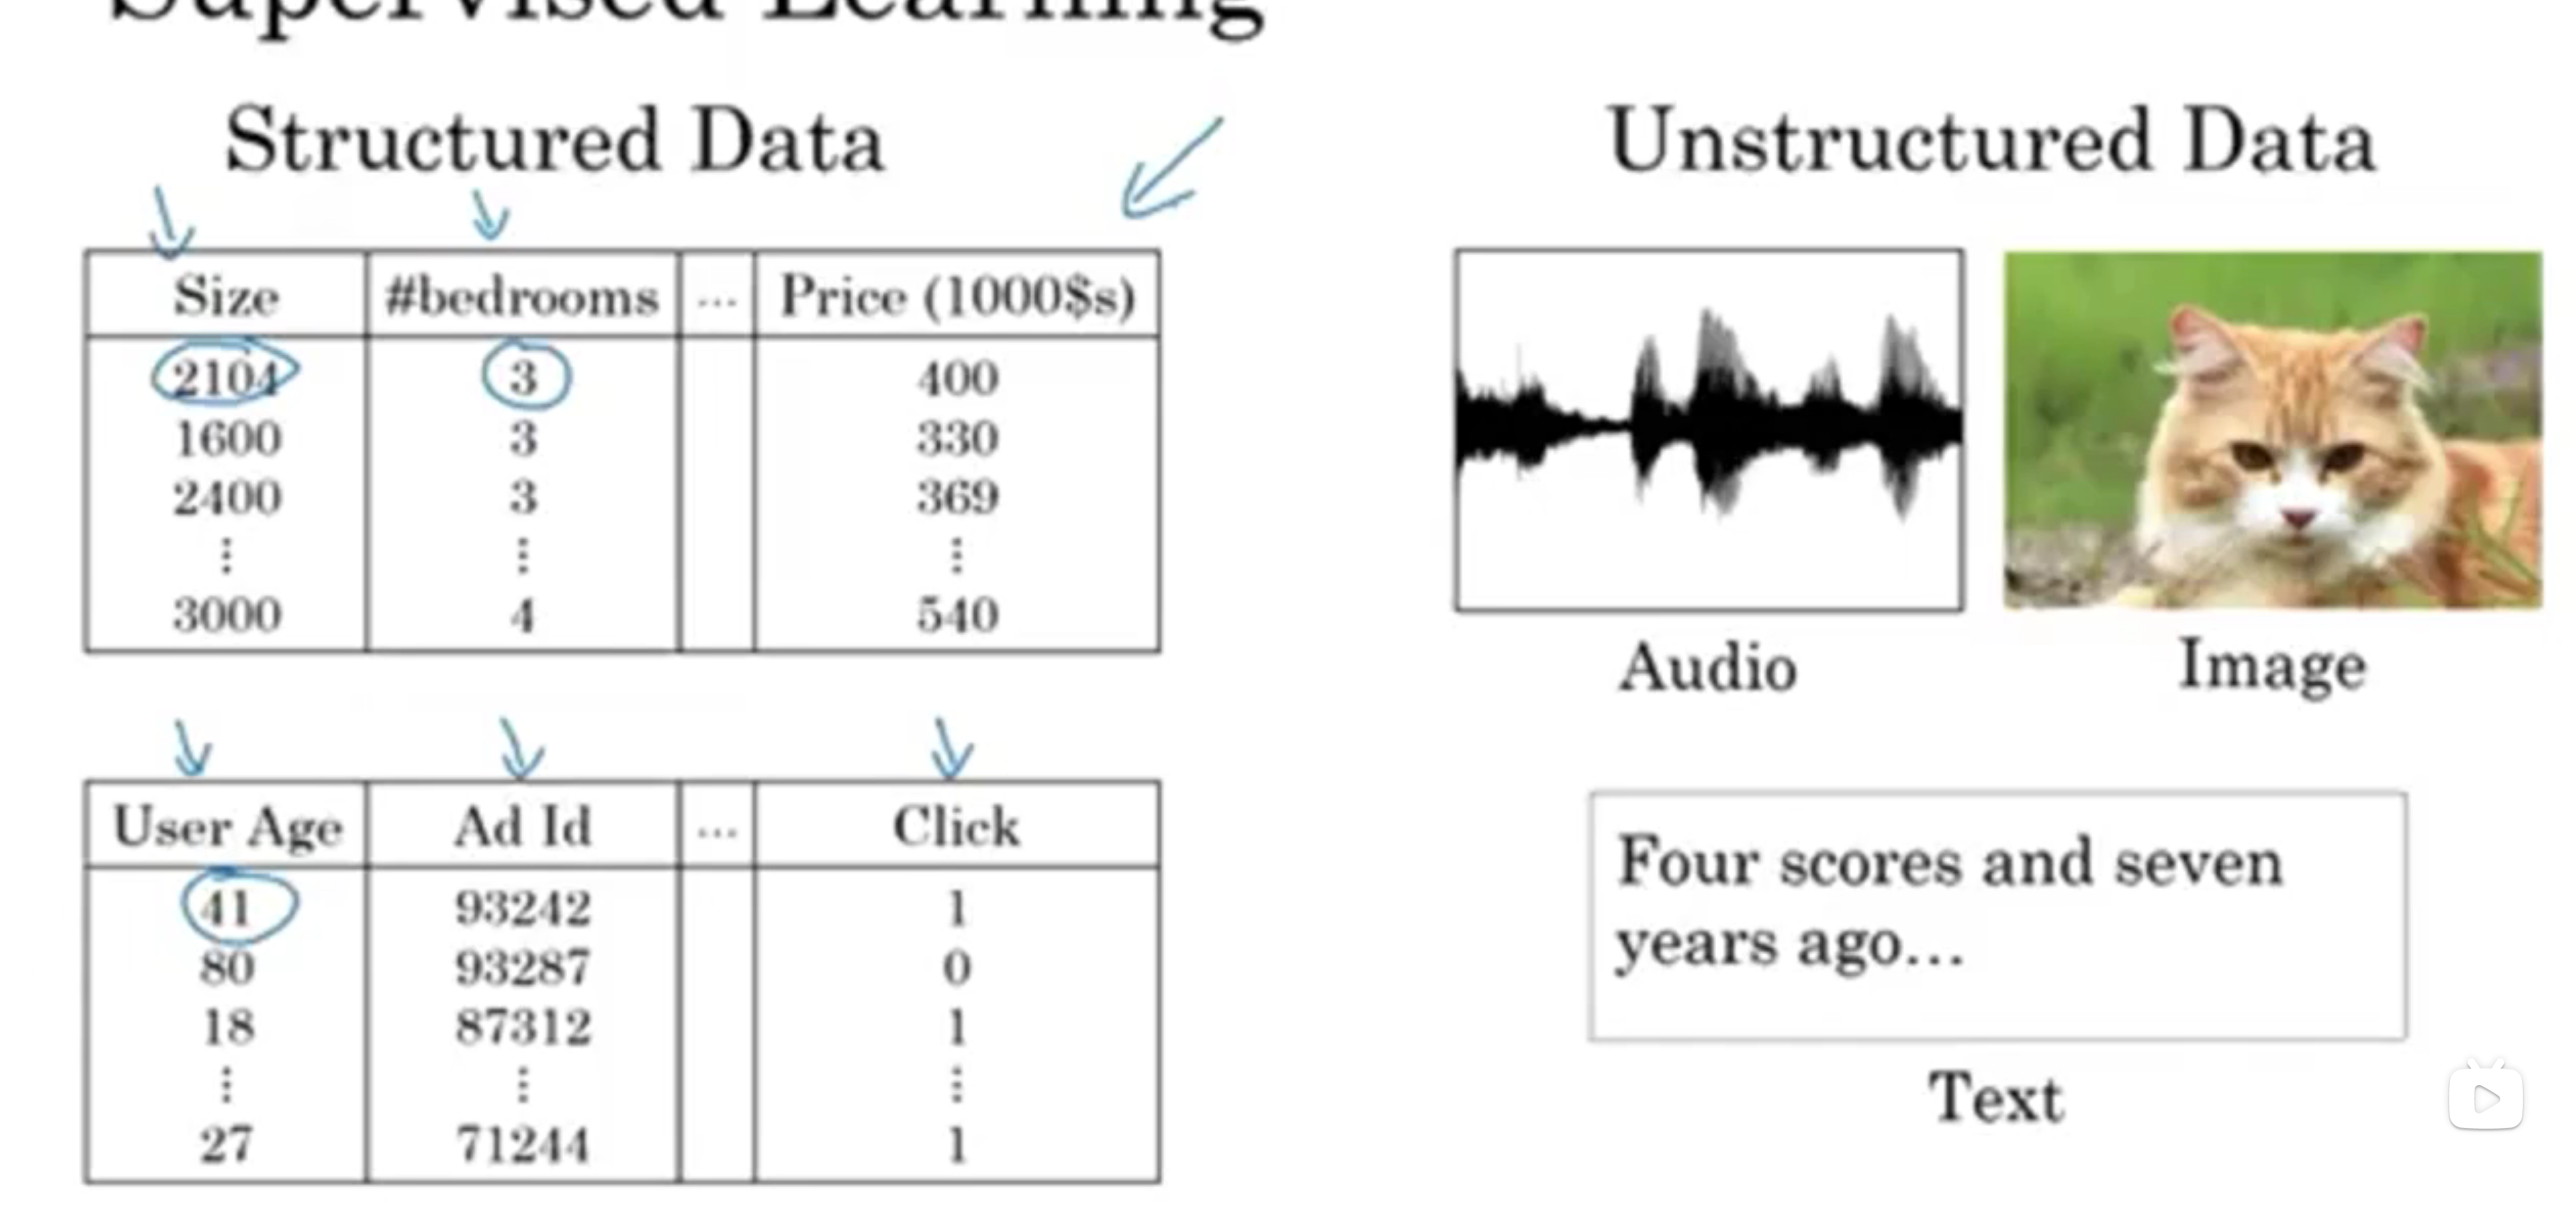 Supervised Learning
Structured Data
Size #bedrooms ... Price (1000$s)
2104 3 400
1600 3 330
2400 3 369
⋮ ⋮ ⋮
3000 4 540
User Age Ad Id ... Click
41 93242 1
80 93287 0
18 87312 1
⋮ ⋮ ⋮
27 71244 1
Unstructured Data
Audio Image
Four scores and seven
years ago...
Text